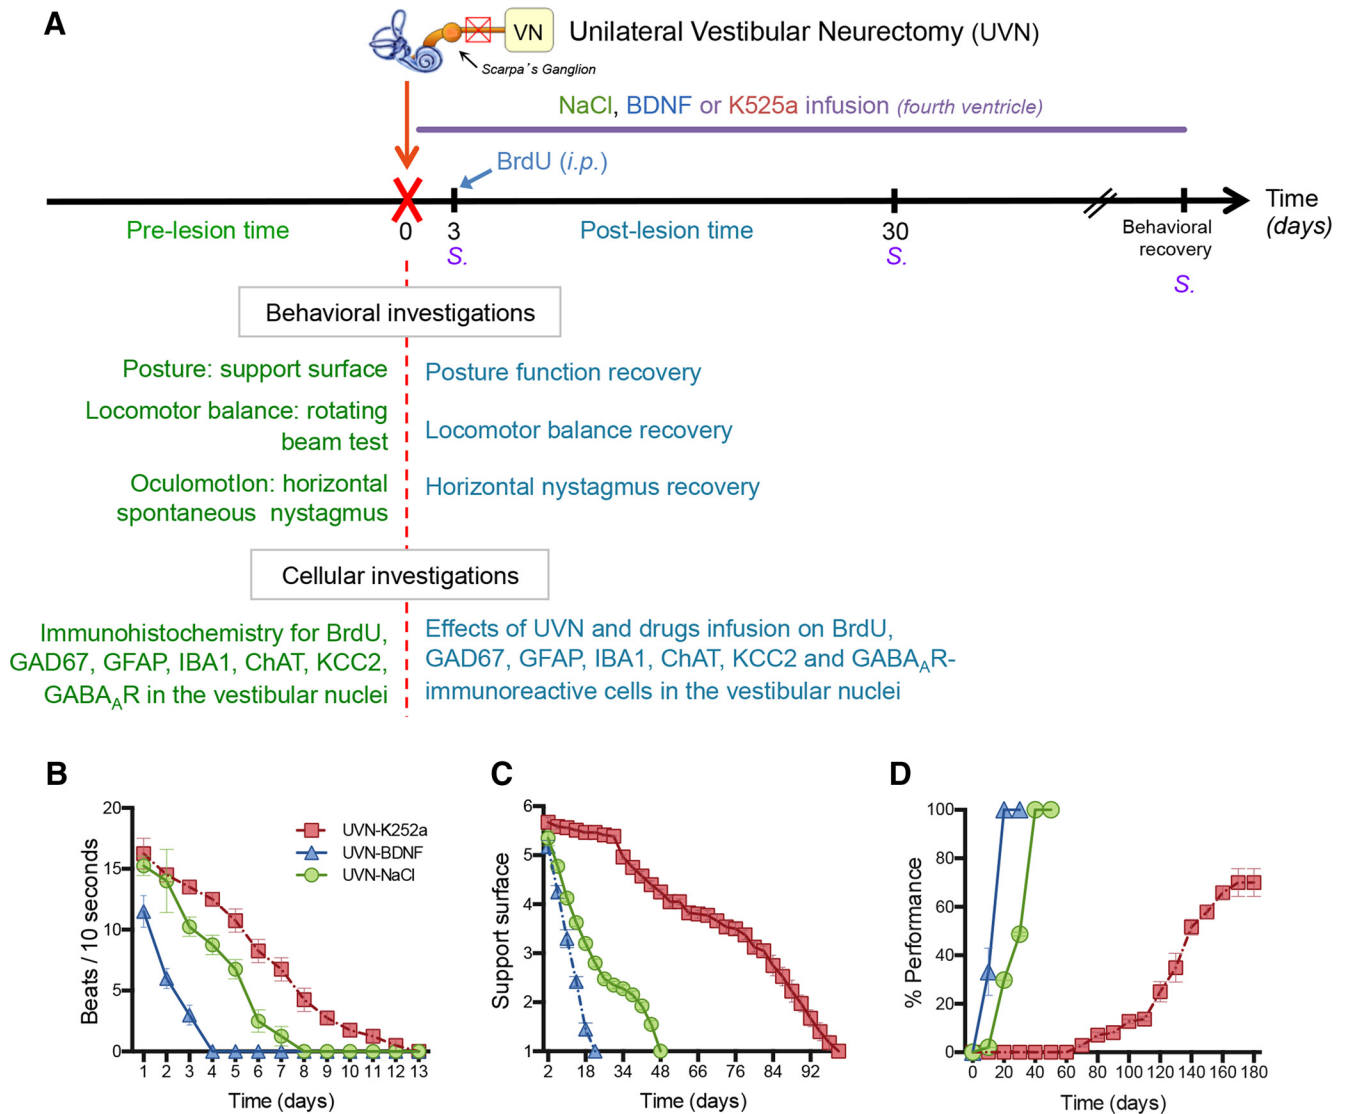 A
VN
Unilateral Vestibular Neurectomy (UVN)
Scarpa's Ganglion
NaCl, BDNF or K525a infusion (fourth ventricle)
BrdU (i.p.)
Time
(days)
Pre-lesion time
0
3
Post-lesion time
30
Behavioral
recovery
S.
S.
S.
Behavioral investigations
Posture: support surface
Posture function recovery
Locomotor balance: rotating
beam test
Locomotor balance recovery
OculomotIon: horizontal
spontaneous nystagmus
Horizontal nystagmus recovery
Cellular investigations
Immunohistochemistry for BrdU,
GAD67, GFAP, IBA1, ChAT, KCC2,
GABAAR in the vestibular nuclei
Effects of UVN and drugs infusion on BrdU,
GAD67, GFAP, IBA1, ChAT, KCC2 and GABAAR-
immunoreactive cells in the vestibular nuclei
B
Beats / 10 seconds
20
15
10
5
0
UVN-K252a
UVN-BDNF
UVN-NaCl
1 2 3 4 5 6 7 8 9 10 11 12 13
Time (days)
C
Support surface
6
5
4
3
2
1
2 18 34 48 66 76 84 92
Time (days)
D
% Performance
100
80
60
40
20
0
0 20 40 60 80 100 120 140 160 180
Time (days)